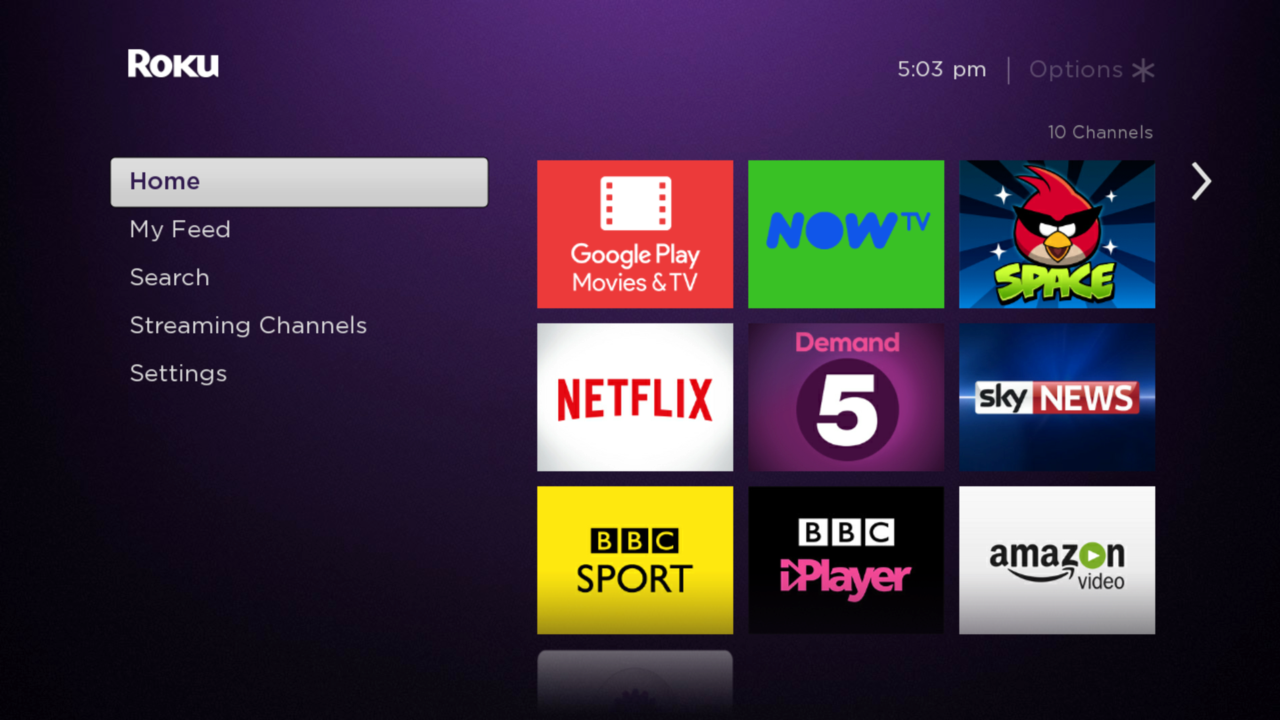 ROKU
5:03 pm | Options
10 Channels
Home
My Feed
Search
Streaming Channels
Settings
Google Play
Movies & TV
NOW TV
SPACE
NETFLIX
Demand
5
sky NEWS
BBC
SPORT
BBC
iPlayer
amazon
video